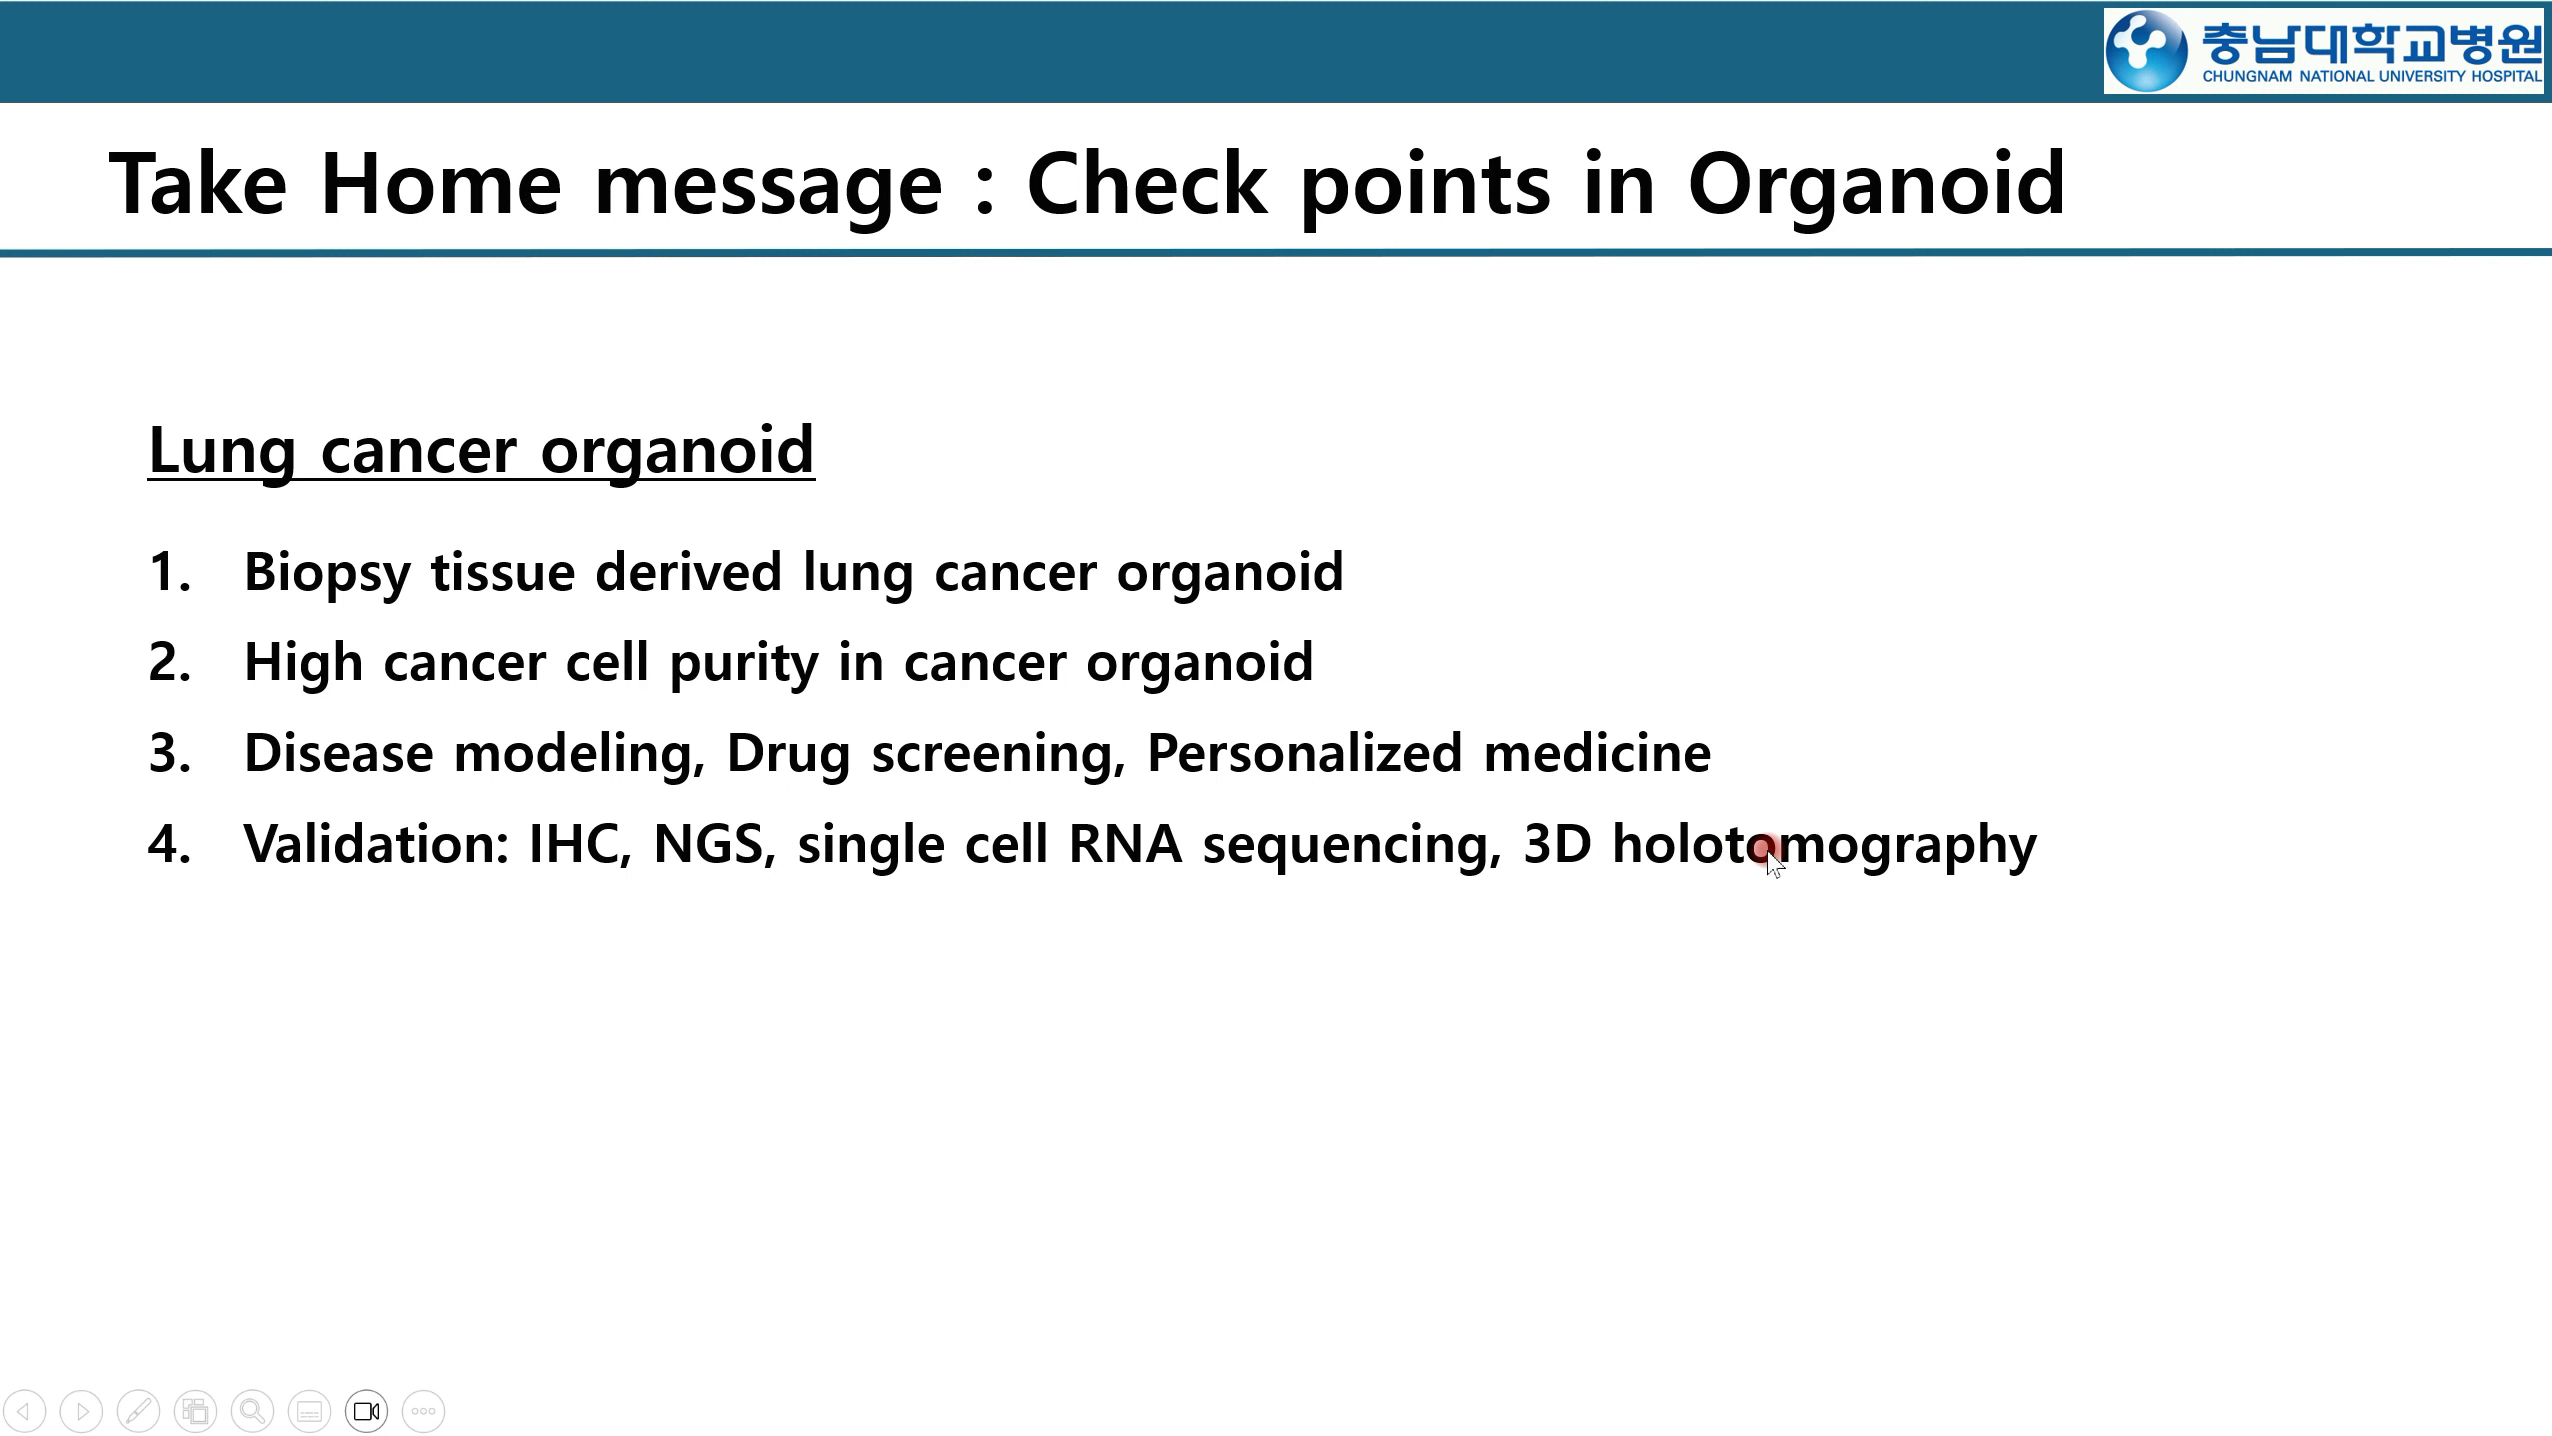 충남대학교병원
CHUNGNAM NATIONAL UNIVERSITY HOSPITAL
Take Home message : Check points in Organoid
Lung cancer organoid
1. Biopsy tissue derived lung cancer organoid
2. High cancer cell purity in cancer organoid
3. Disease modeling, Drug screening, Personalized medicine
4. Validation: IHC, NGS, single cell RNA sequencing, 3D holotomography